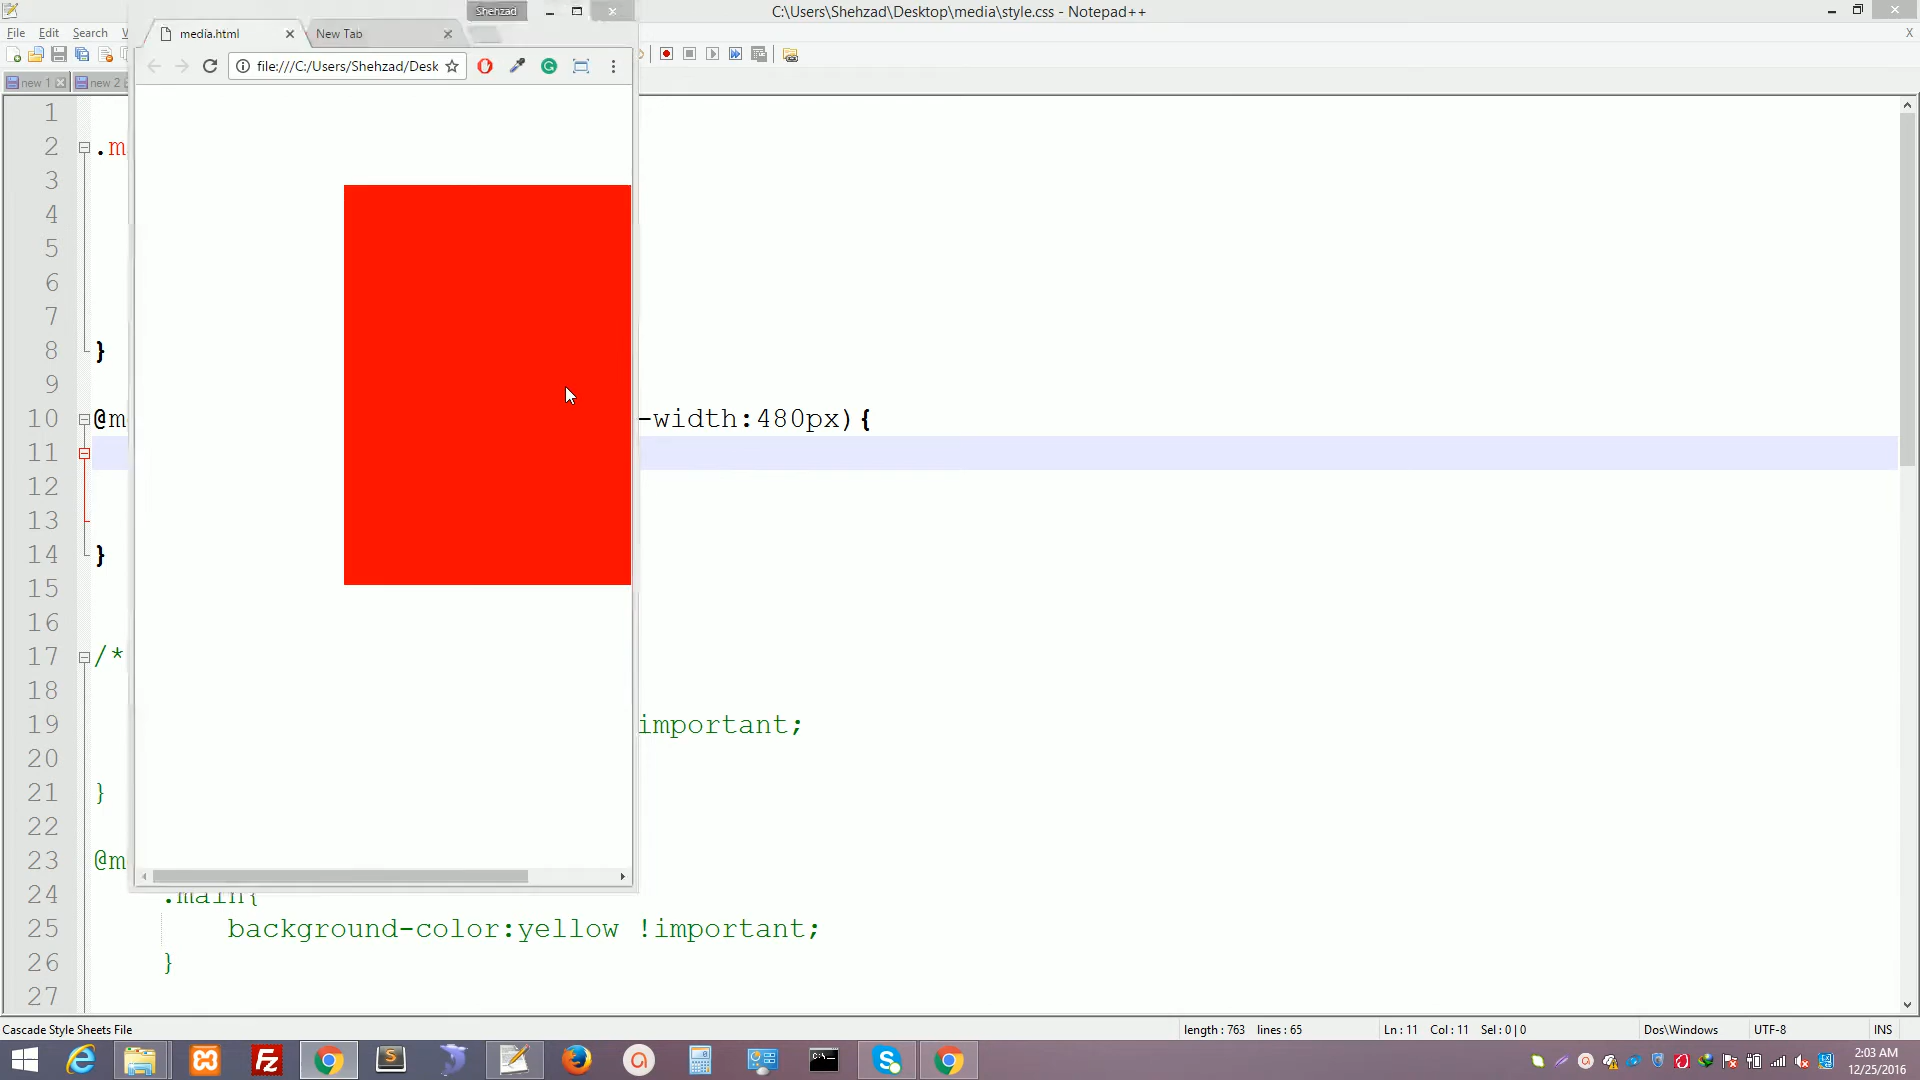 Shehzad
C:\Users\Shehzad\Desktop\media\style.css - Notepad++
media.html
New Tab
File Edit Search V
X
file:///C:/Users/Shehzad/Desk
new 1
new 2
1
2 .m
3
4
5
6
7
8 }
9
10 @m -width:480px){
11
12
13
14 }
15
16
17 /*
18
19 important;
20
21 }
22
23 @m
24 .main{
25 background-color:yellow !important;
26 }
27
Cascade Style Sheets File
length : 763 lines : 65
Ln : 11 Col : 11 Sel : 0 | 0
Dos\Windows
UTF-8
INS
2:03 AM
12/25/2016